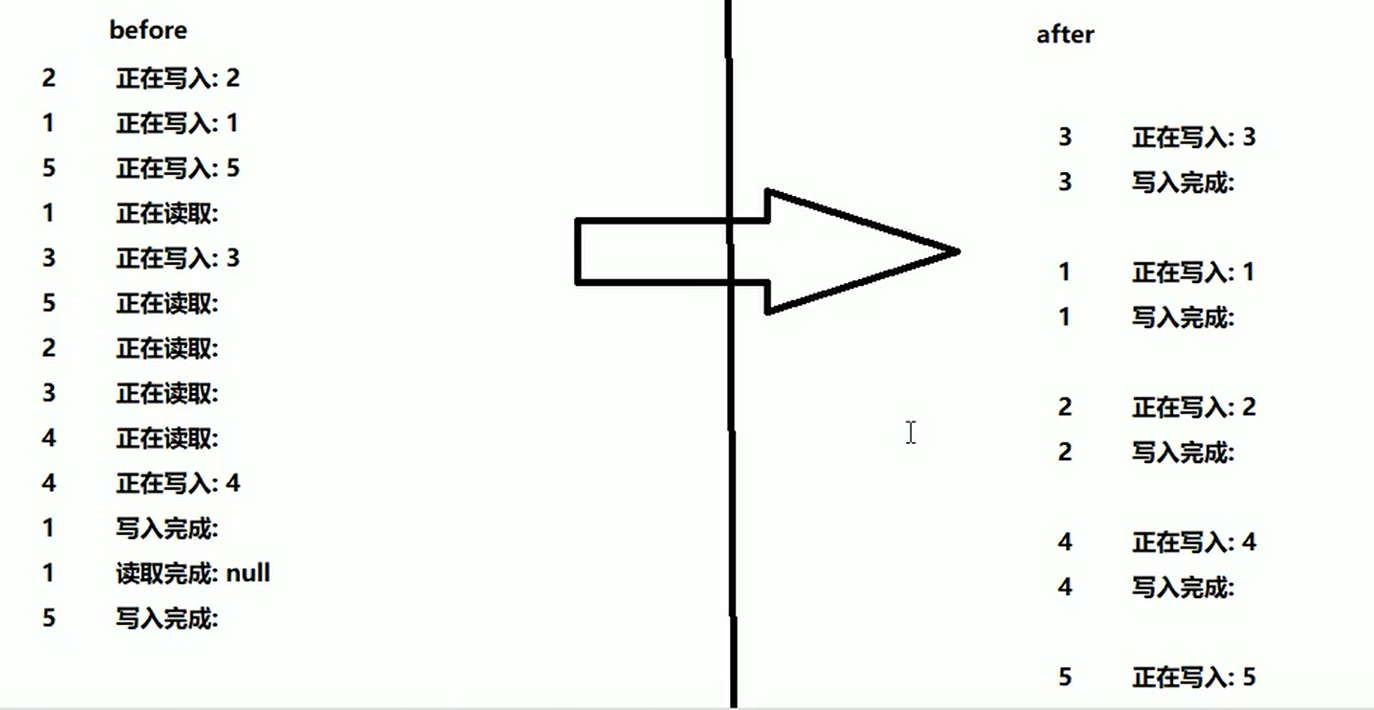 before
2 正在写入: 2
1 正在写入: 1
5 正在写入: 5
1 正在读取:
3 正在写入: 3
5 正在读取:
2 正在读取:
3 正在读取:
4 正在读取:
4 正在写入: 4
1 写入完成:
1 读取完成: null
5 写入完成:
after
3 正在写入: 3
3 写入完成:
1 正在写入: 1
1 写入完成:
2 正在写入: 2
2 写入完成:
4 正在写入: 4
4 写入完成:
5 正在写入: 5